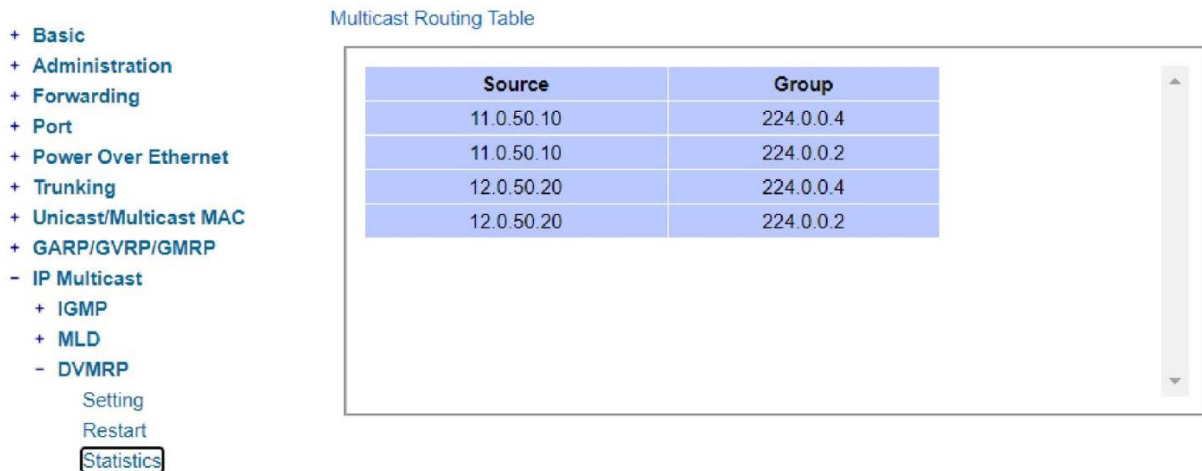 Multicast Routing Table
+ Basic
+ Administration
+ Forwarding
+ Port
+ Power Over Ethernet
+ Trunking
+ Unicast/Multicast MAC
+ GARP/GVRP/GMRP
- IP Multicast
+ IGMP
+ MLD
- DVMRP
Setting
Restart
Statistics
Source Group
11.0.50.10 224.0.0.4
11.0.50.10 224.0.0.2
12.0.50.20 224.0.0.4
12.0.50.20 224.0.0.2